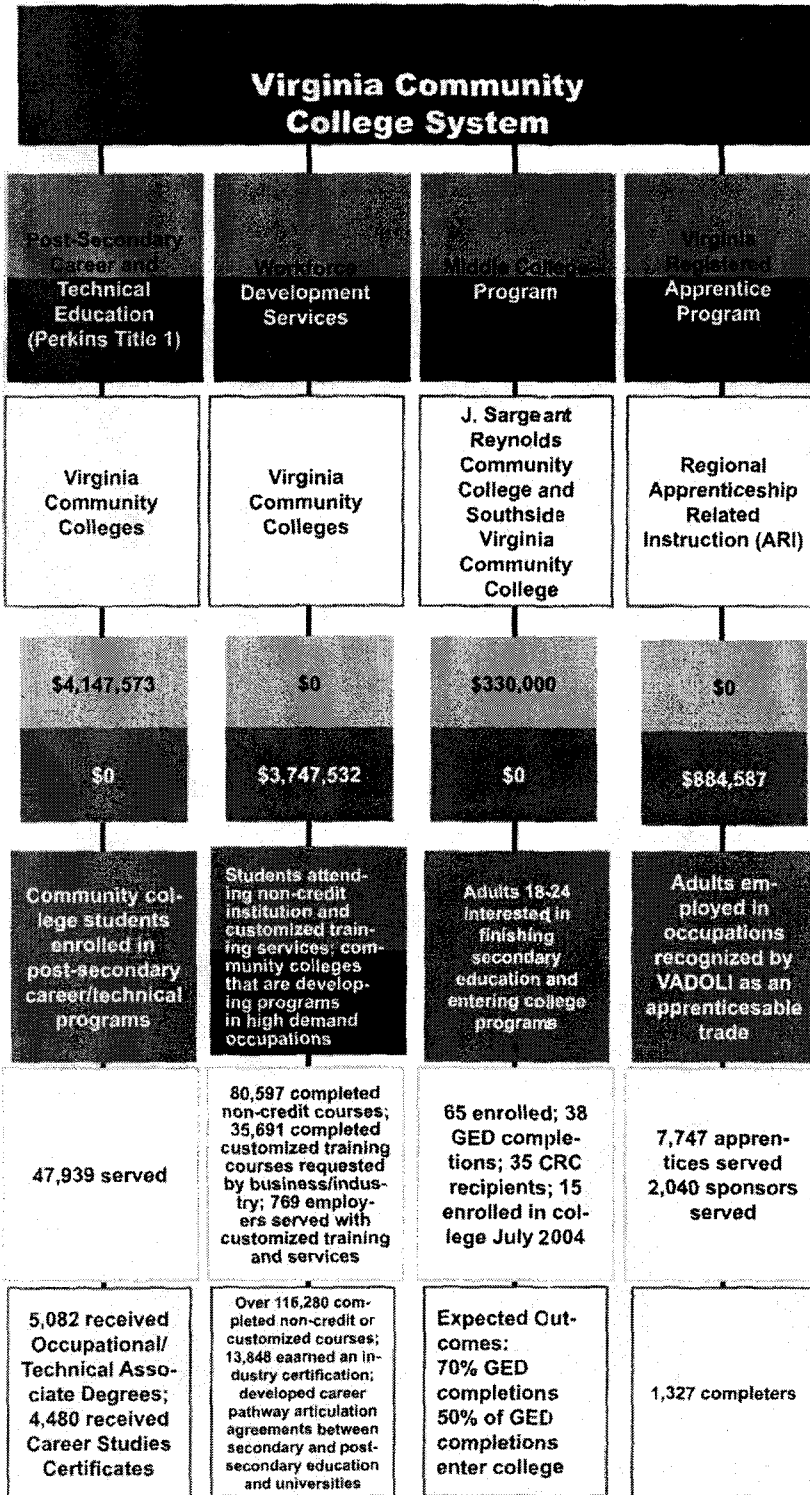 Virginia Community
College System
Post-Secondary
Career and
Technical
Education
(Perkins Title 1)
Workforce
Development
Services
Middle College
Program
Virginia
Registered
Apprentice
Program
Virginia
Community
Colleges
Virginia
Community
Colleges
J. Sargeant
Reynolds
Community
College and
Southside
Virginia
Community
College
Regional
Apprenticeship
Related
Instruction (ARI)
$4,147,573
$0
$330,000
$0
$0
$3,747,532
$0
$884,587
Community col-
lege students
enrolled in
post-secondary
career/technical
programs
Students attend-
ing non-credit
institution and
customized train-
ing services; com-
munity colleges
that are develop-
ing programs
in high demand
occupations
Adults 18-24
interested in
finishing
secondary
education and
entering college
programs
Adults em-
ployed in
occupations
recognized by
VADOLI as an
apprenticesable
trade
47,939 served
80,597 completed
non-credit courses;
35,691 completed
customized training
courses requested
by business/indus-
try; 769 employ-
ers served with
customized training
and services
65 enrolled; 38
GED comple-
tions; 35 CRC
recipients; 15
enrolled in col-
lege July 2004
7,747 appren-
tices served
2,040 sponsors
served
5,082 received
Occupational/
Technical Asso-
ciate Degrees;
4,480 received
Career Studies
Certificates
Over 116,280 com-
pleted non-credit or
customized courses;
13,848 eaarned an in-
dustry certification;
developed career
pathway articulation
agreements between
secondary and post-
secondary education
and universities
Expected Out-
comes:
70% GED
completions
50% of GED
completions
enter college
1,327 completers